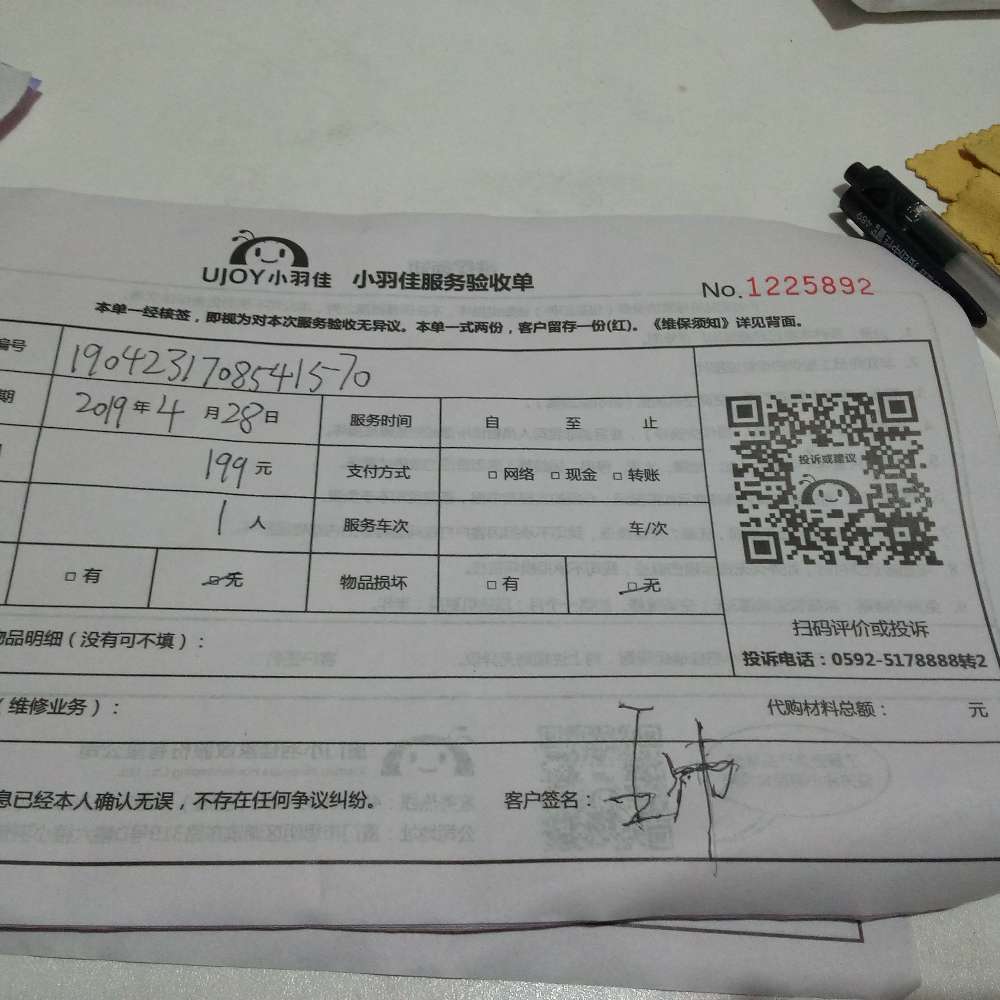 UJOY小羽佳 小羽佳服务验收单
No.1225892
本单一经核签，即视为对本次服务验收无异议。本单一式两份，客户留存一份(红)。《维保须知》详见背面。
编号 1904231708541570
期 2019年4月28日 服务时间 自 至 止
199元 支付方式 □网络 □现金 □转账
投诉或建议
1人 服务车次 车/次
□有 □无 物品损坏 □有 □无
扫码评价或投诉
物品明细（没有可不填）：
投诉电话：0592-5178888转2
（维修业务）： 代购材料总额： 元
息已经本人确认无误，不存在任何争议纠纷。 客户签名：